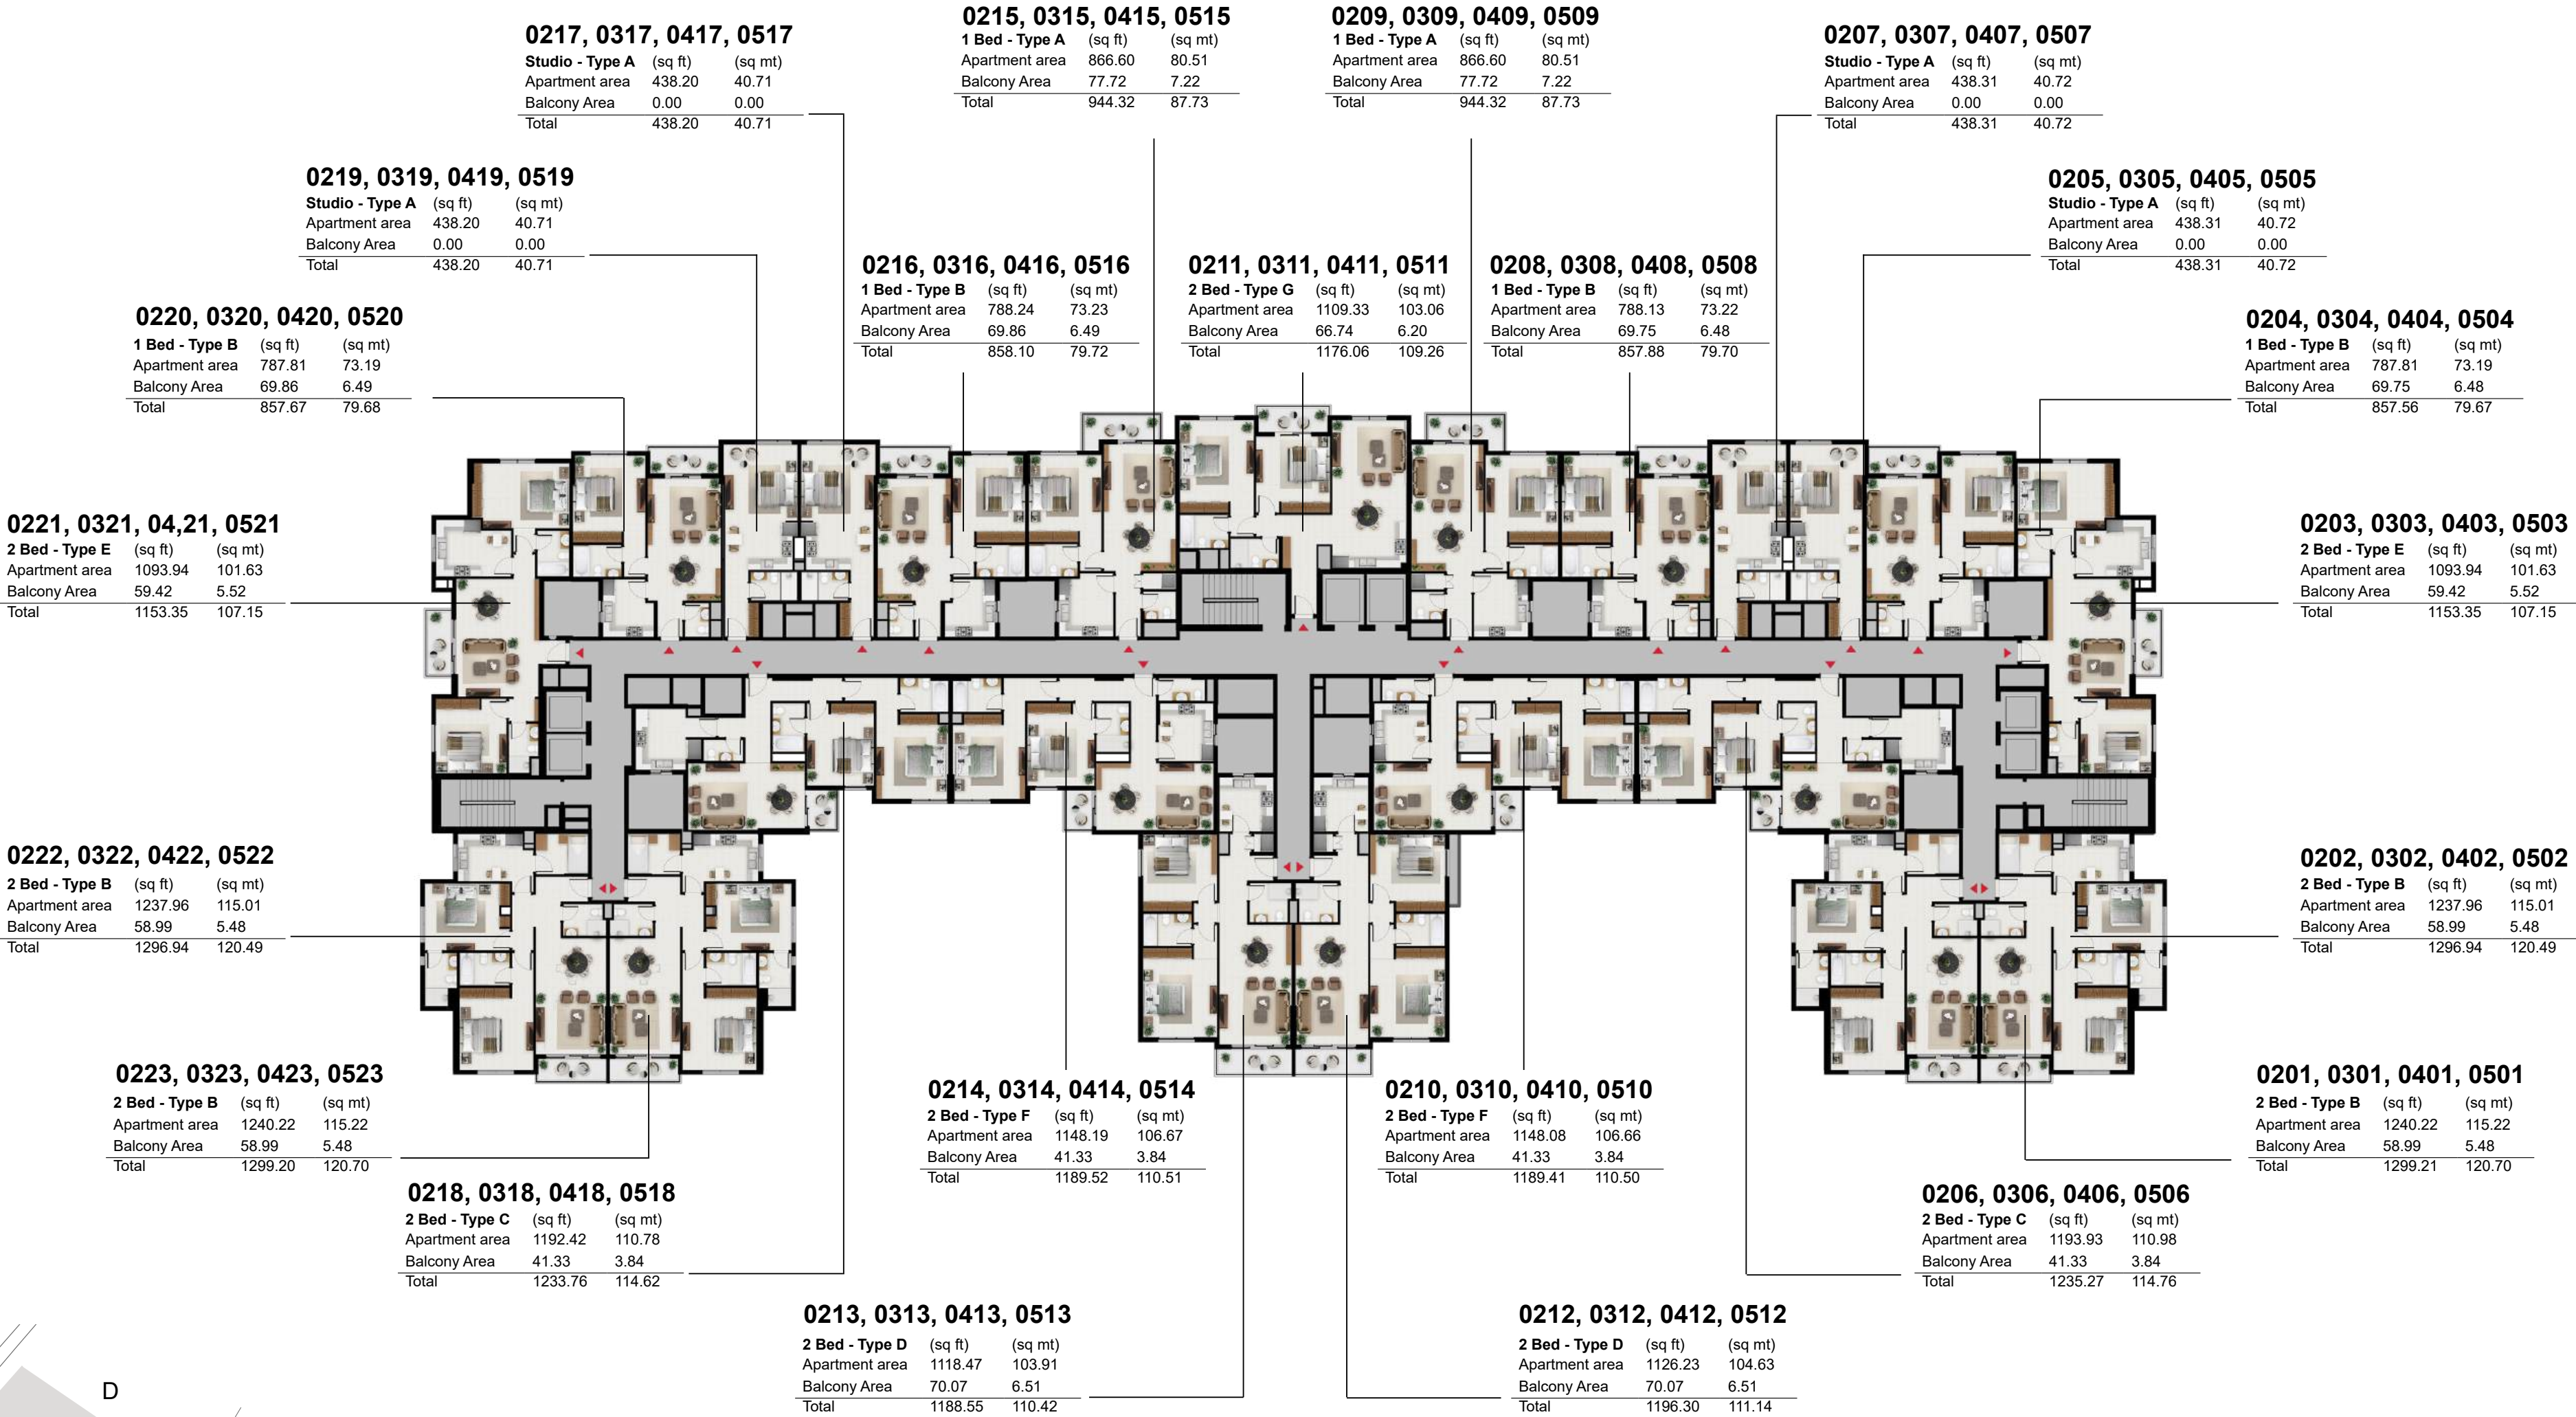 0217, 0317, 0417, 0517
Studio - Type A (sq ft) (sq mt)
Apartment area 438.20 40.71
Balcony Area 0.00 0.00
Total 438.20 40.71
0215, 0315, 0415, 0515
1 Bed - Type A (sq ft) (sq mt)
Apartment area 866.60 80.51
Balcony Area 77.72 7.22
Total 944.32 87.73
0209, 0309, 0409, 0509
1 Bed - Type A (sq ft) (sq mt)
Apartment area 866.60 80.51
Balcony Area 77.72 7.22
Total 944.32 87.73
0207, 0307, 0407, 0507
Studio - Type A (sq ft) (sq mt)
Apartment area 438.31 40.72
Balcony Area 0.00 0.00
Total 438.31 40.72
0219, 0319, 0419, 0519
Studio - Type A (sq ft) (sq mt)
Apartment area 438.20 40.71
Balcony Area 0.00 0.00
Total 438.20 40.71
0205, 0305, 0405, 0505
Studio - Type A (sq ft) (sq mt)
Apartment area 438.31 40.72
Balcony Area 0.00 0.00
Total 438.31 40.72
0216, 0316, 0416, 0516
1 Bed - Type B (sq ft) (sq mt)
Apartment area 788.24 73.23
Balcony Area 69.86 6.49
Total 858.10 79.72
0211, 0311, 0411, 0511
2 Bed - Type G (sq ft) (sq mt)
Apartment area 1109.33 103.06
Balcony Area 66.74 6.20
Total 1176.06 109.26
0208, 0308, 0408, 0508
1 Bed - Type B (sq ft) (sq mt)
Apartment area 788.13 73.22
Balcony Area 69.75 6.48
Total 857.88 79.70
0220, 0320, 0420, 0520
1 Bed - Type B (sq ft) (sq mt)
Apartment area 787.81 73.19
Balcony Area 69.86 6.49
Total 857.67 79.68
0204, 0304, 0404, 0504
1 Bed - Type B (sq ft) (sq mt)
Apartment area 787.81 73.19
Balcony Area 69.75 6.48
Total 857.56 79.67
0221, 0321, 04,21, 0521
2 Bed - Type E (sq ft) (sq mt)
Apartment area 1093.94 101.63
Balcony Area 59.42 5.52
Total 1153.35 107.15
0203, 0303, 0403, 0503
2 Bed - Type E (sq ft) (sq mt)
Apartment area 1093.94 101.63
Balcony Area 59.42 5.52
Total 1153.35 107.15
0222, 0322, 0422, 0522
2 Bed - Type B (sq ft) (sq mt)
Apartment area 1237.96 115.01
Balcony Area 58.99 5.48
Total 1296.94 120.49
0202, 0302, 0402, 0502
2 Bed - Type B (sq ft) (sq mt)
Apartment area 1237.96 115.01
Balcony Area 58.99 5.48
Total 1296.94 120.49
0223, 0323, 0423, 0523
2 Bed - Type B (sq ft) (sq mt)
Apartment area 1240.22 115.22
Balcony Area 58.99 5.48
Total 1299.20 120.70
0214, 0314, 0414, 0514
2 Bed - Type F (sq ft) (sq mt)
Apartment area 1148.19 106.67
Balcony Area 41.33 3.84
Total 1189.52 110.51
0210, 0310, 0410, 0510
2 Bed - Type F (sq ft) (sq mt)
Apartment area 1148.08 106.66
Balcony Area 41.33 3.84
Total 1189.41 110.50
0201, 0301, 0401, 0501
2 Bed - Type B (sq ft) (sq mt)
Apartment area 1240.22 115.22
Balcony Area 58.99 5.48
Total 1299.21 120.70
0218, 0318, 0418, 0518
2 Bed - Type C (sq ft) (sq mt)
Apartment area 1192.42 110.78
Balcony Area 41.33 3.84
Total 1233.76 114.62
0206, 0306, 0406, 0506
2 Bed - Type C (sq ft) (sq mt)
Apartment area 1193.93 110.98
Balcony Area 41.33 3.84
Total 1235.27 114.76
0213, 0313, 0413, 0513
2 Bed - Type D (sq ft) (sq mt)
Apartment area 1118.47 103.91
Balcony Area 70.07 6.51
Total 1188.55 110.42
0212, 0312, 0412, 0512
2 Bed - Type D (sq ft) (sq mt)
Apartment area 1126.23 104.63
Balcony Area 70.07 6.51
Total 1196.30 111.14
D